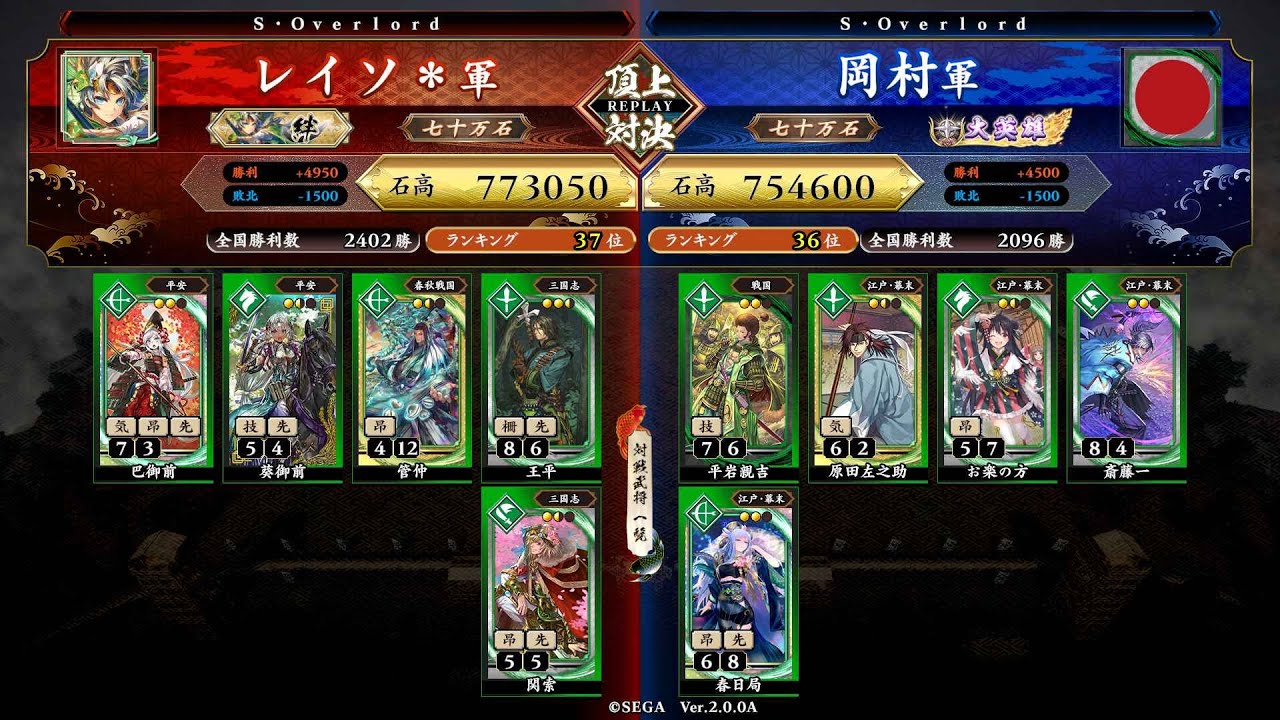 S・Overlord
S・Overlord
レイソ＊軍
頂上
REPLAY
対決
岡村軍
絆
七十万石
七十万石
大英雄
勝利 +4950
敗北 -1500
石高 773050
石高 754600
勝利 +4500
敗北 -1500
全国勝利数 2402勝
ランキング 37位
ランキング 36位
全国勝利数 2096勝
平安
気 昂 先
7 3
巴御前
平安
技 先
5 4
葵御前
春秋戦国
昂
4 12
管仲
三国志
柵 先
8 6
王平
対戦武将一覧
戦国
技
7 6
平岩親吉
江戸・幕末
気
6 2
原田左之助
江戸・幕末
昂
5 7
お楽の方
江戸・幕末
8 4
斎藤一
三国志
昂 先
5 5
関索
江戸・幕末
昂 先
6 8
春日局
©SEGA Ver.2.0.0A